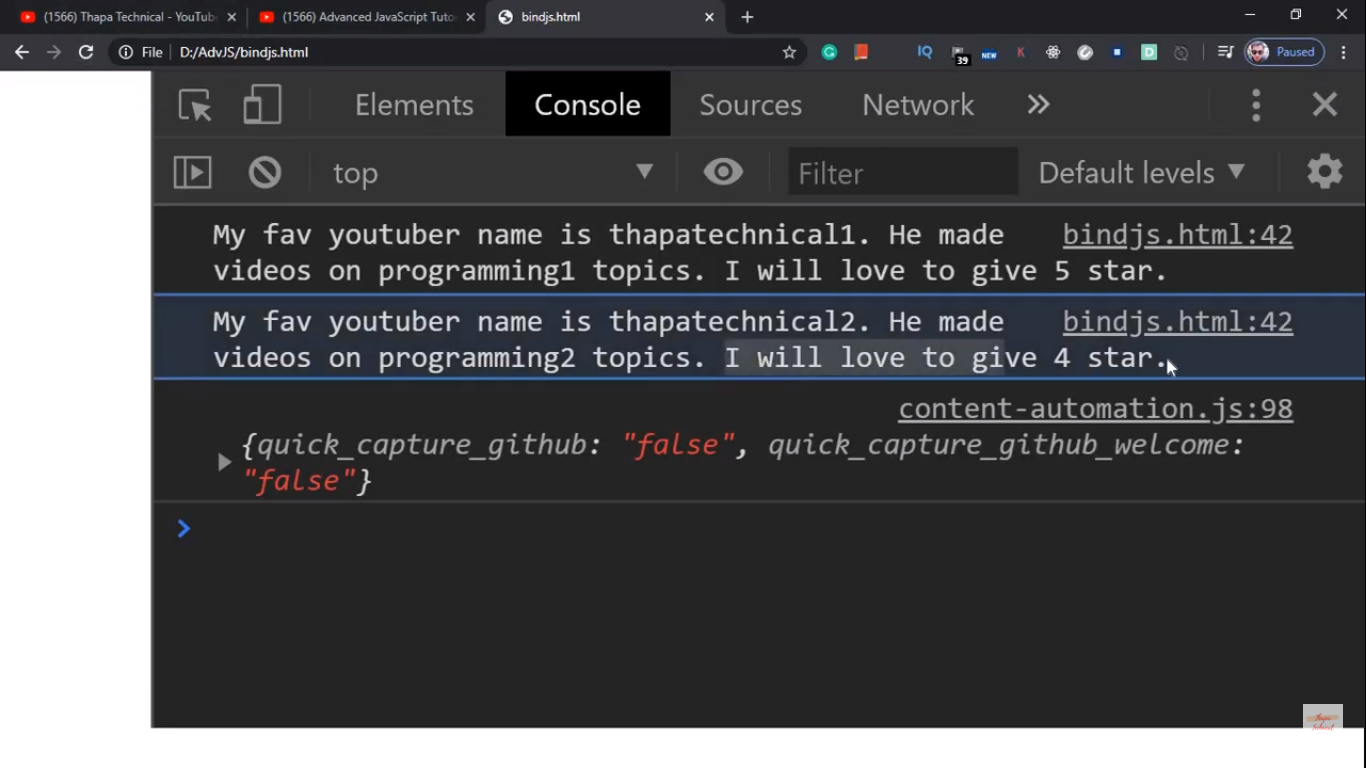 (1566) Thapa Technical - YouTub
(1566) Advanced JavaScript Tuto
bindjs.html
File D:/AdvJS/bindjs.html
IQ
39
NEW
K
D
Paused
Elements Console Sources Network
top Filter Default levels
My fav youtuber name is thapatechnical1. He made bindjs.html:42
videos on programming1 topics. I will love to give 5 star.
My fav youtuber name is thapatechnical2. He made bindjs.html:42
videos on programming2 topics. I will love to give 4 star.
content-automation.js:98
{quick_capture_github: "false", quick_capture_github_welcome:
"false"}